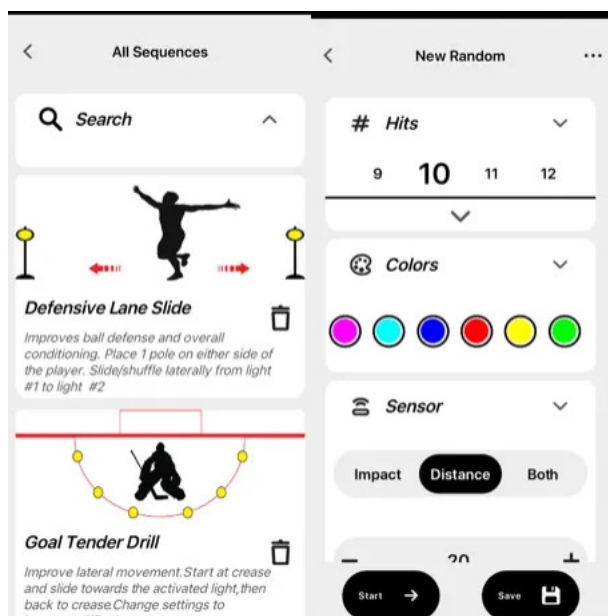 All Sequences
Search
Defensive Lane Slide
Improves ball defense and overall
conditioning. Place 1 pole on either side of
the player. Slide/shuffle laterally from light
#1 to light #2
Goal Tender Drill
Improve lateral movement.Start at crease
and slide towards the activated light,then
back to crease.Change settings to
New Random
# Hits
9 10 11 12
Colors
Sensor
Impact Distance Both
20
Start
Save